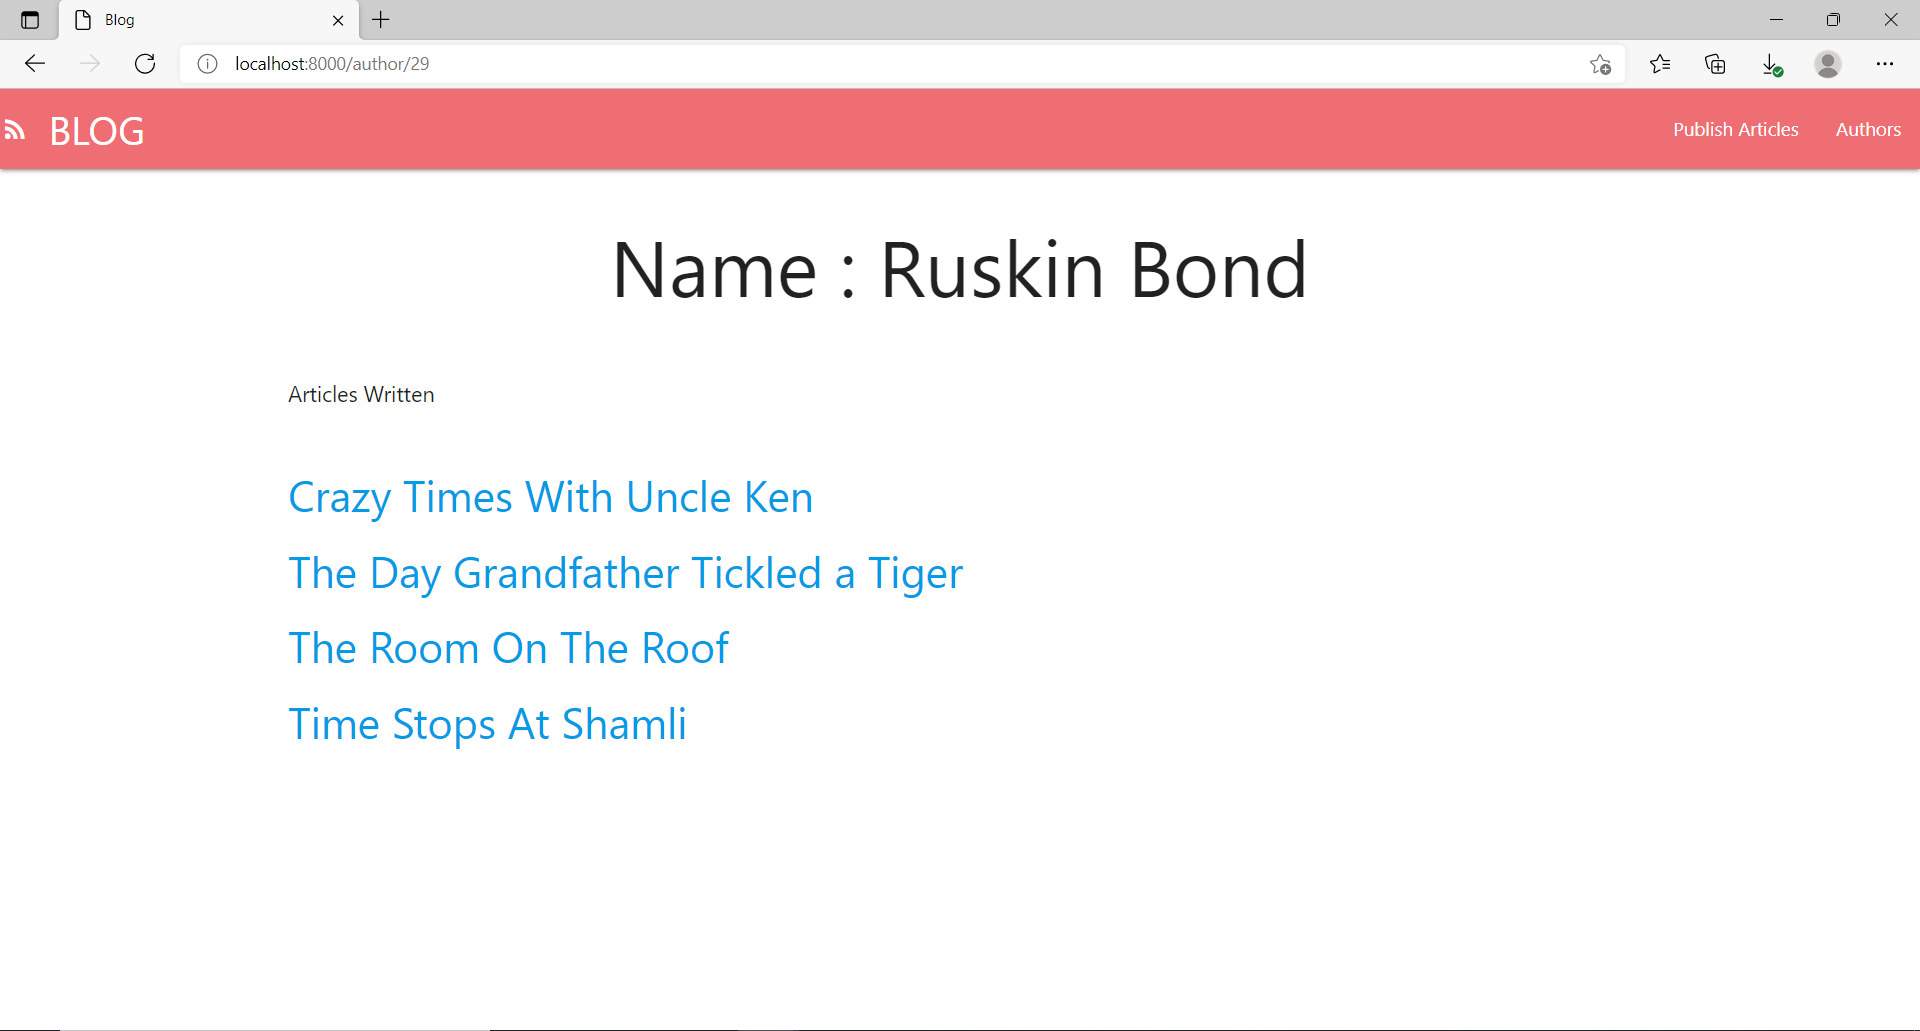 Blog
localhost:8000/author/29
BLOG
Publish Articles
Authors
Name : Ruskin Bond
Articles Written
Crazy Times With Uncle Ken
The Day Grandfather Tickled a Tiger
The Room On The Roof
Time Stops At Shamli